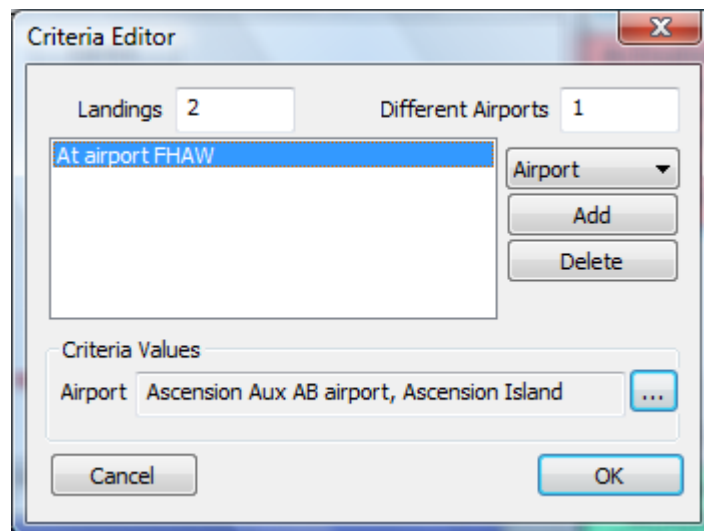 Criteria Editor
Landings 2 Different Airports 1
At airport FHAW
Airport
Add
Delete
Criteria Values
Airport Ascension Aux AB airport, Ascension Island ...
Cancel OK